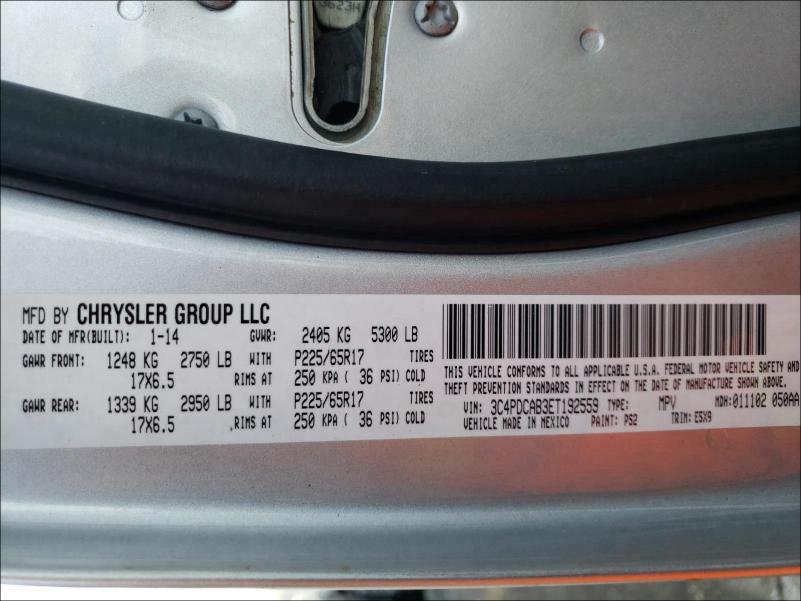 3623H
MFD BY CHRYSLER GROUP LLC
DATE OF MFR(BUILT): 1-14 GVWR: 2405 KG 5300 LB
GAWR FRONT: 1248 KG 2750 LB WITH P225/65R17 TIRES
17X6.5 RIMS AT 250 KPA ( 36 PSI) COLD
GAWR REAR: 1339 KG 2950 LB WITH P225/65R17 TIRES
17X6.5 RIMS AT 250 KPA ( 36 PSI) COLD
THIS VEHICLE CONFORMS TO ALL APPLICABLE U.S.A. FEDERAL MOTOR VEHICLE SAFETY AND
THEFT PREVENTION STANDARDS IN EFFECT ON THE DATE OF MANUFACTURE SHOWN ABOVE.
VIN: 3C4PDCAB3ET192559 TYPE: MPV MDH: 011102 050AA
VEHICLE MADE IN MEXICO PAINT: PS2 TRIM: E5X9